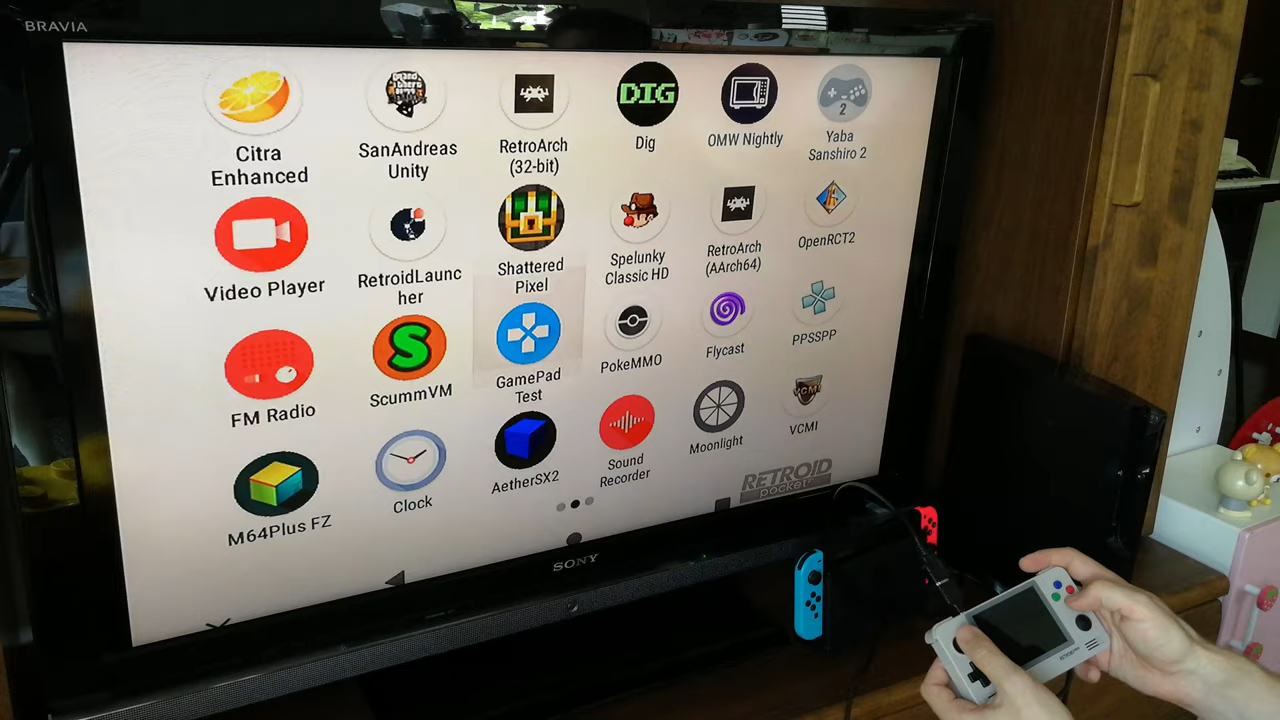 BRAVIA
Citra
Enhanced
SanAndreas
Unity
RetroArch
(32-bit)
DIG
Dig
OMW Nightly
2
Yaba
Sanshiro 2
Video Player
RetroidLaunc
her
Shattered
Pixel
Spelunky
Classic HD
RetroArch
(AArch64)
OpenRCT2
FM Radio
S
ScummVM
GamePad
Test
PokeMMO
Flycast
PPSSPP
M64Plus FZ
Clock
AetherSX2
Sound
Recorder
Moonlight
VCMI
VCMI
RETROID
pocket
SONY